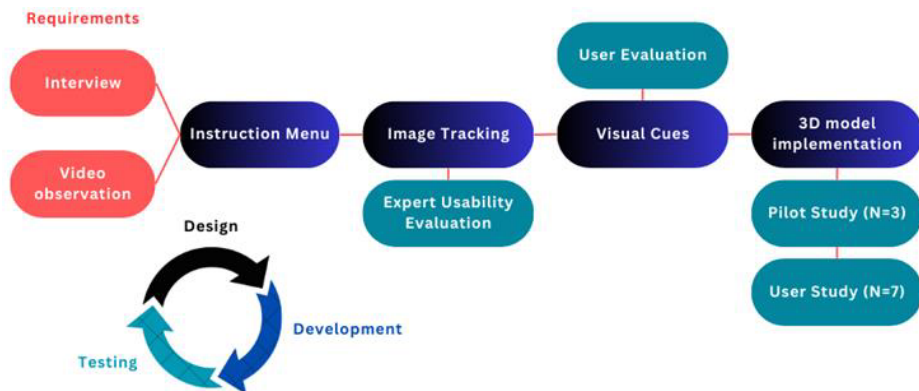 Requirements
Interview
Video
observation
Instruction Menu
Image Tracking
Expert Usability
Evaluation
User Evaluation
Visual Cues
3D model
implementation
Pilot Study (N=3)
User Study (N=7)
Design
Development
Testing